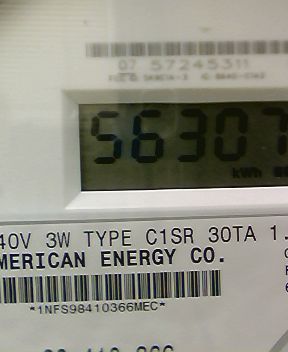 07 57245311
56307
kWh
40V 3W TYPE C1SR 30TA 1.
MERICAN ENERGY CO.
*1NFS98410366MEC*